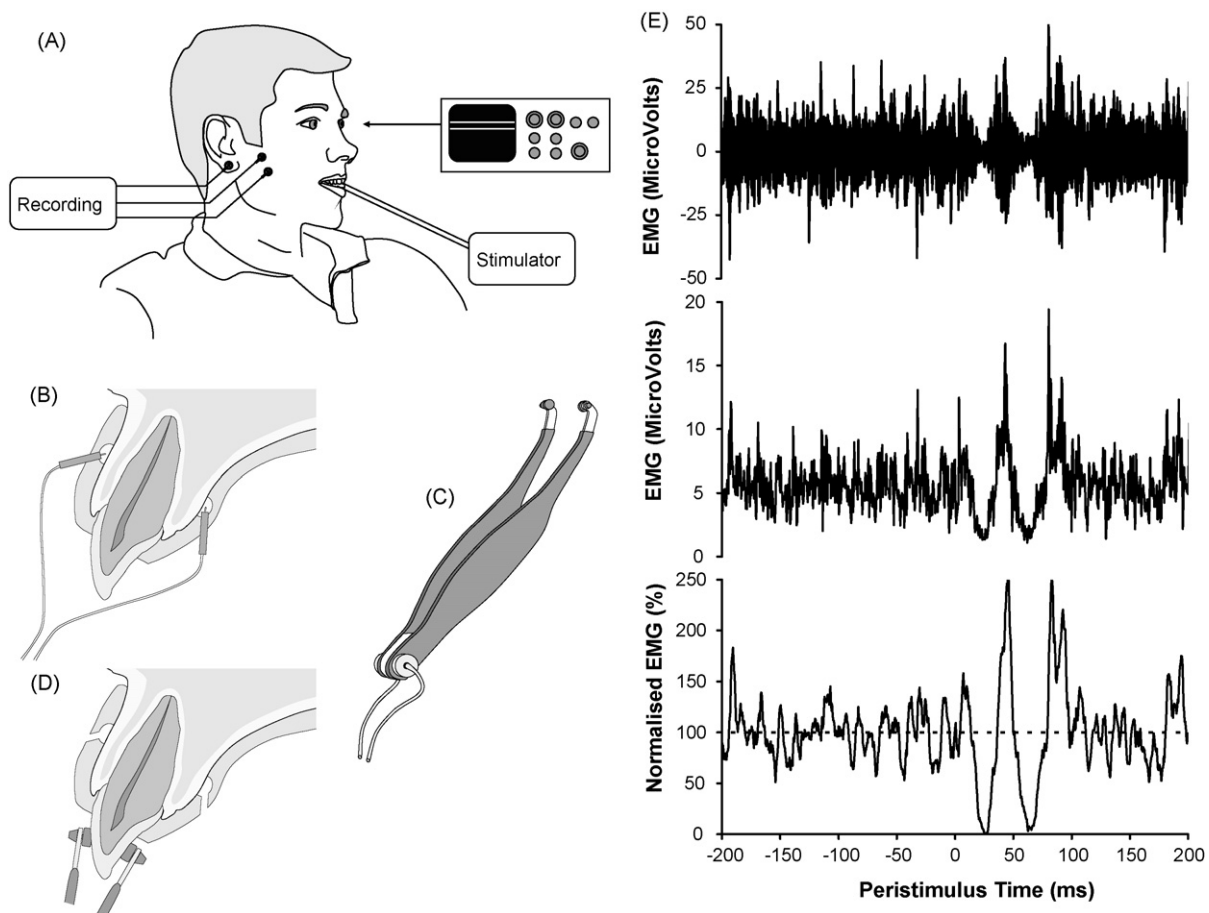 (A)
Recording
Stimulator
(B)
(C)
(D)
(E)
EMG (MicroVolts)
50
25
0
-25
-50
EMG (MicroVolts)
20
15
10
5
0
Normalised EMG (%)
250
200
150
100
50
0
-200 -150 -100 -50 0 50 100 150 200
Peristimulus Time (ms)